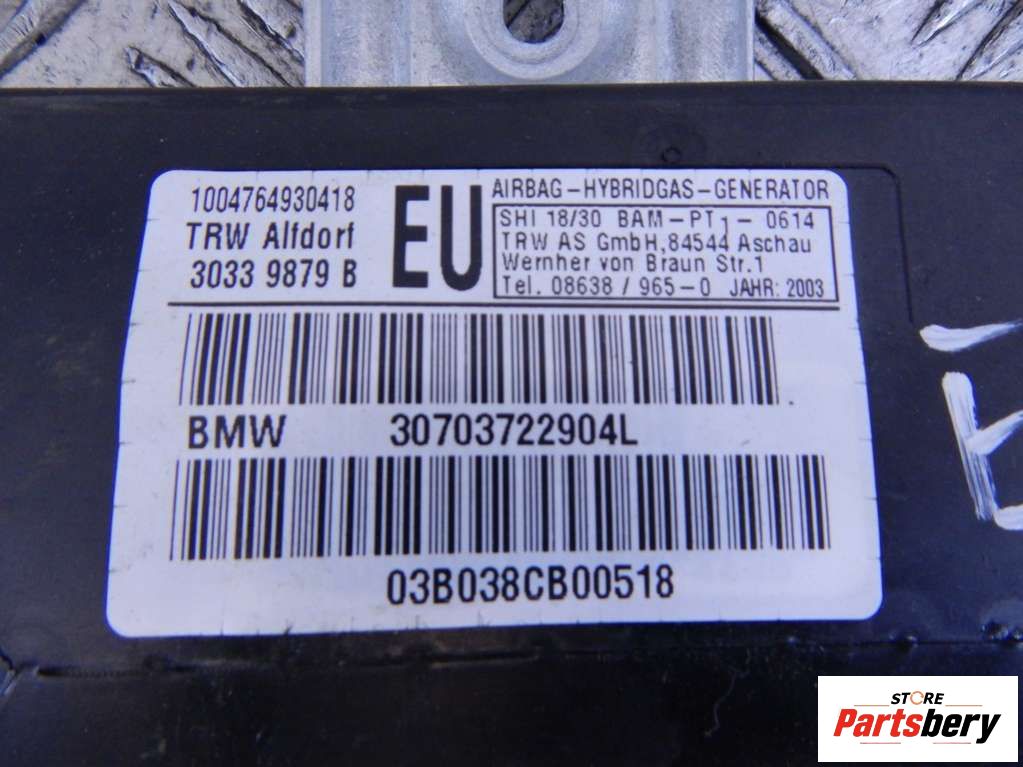 1004764930418
TRW Alfdorf
3033 9879 B
EU
AIRBAG-HYBRIDGAS-GENERATOR
SHI 18/30 BAM-PT1- 0614
TRW AS GmbH,84544 Aschau
Wernher von Braun Str.1
Tel. 08638 / 965-0 JAHR: 2003
BMW 30703722904L
03B038CB00518
STORE
Partsbery